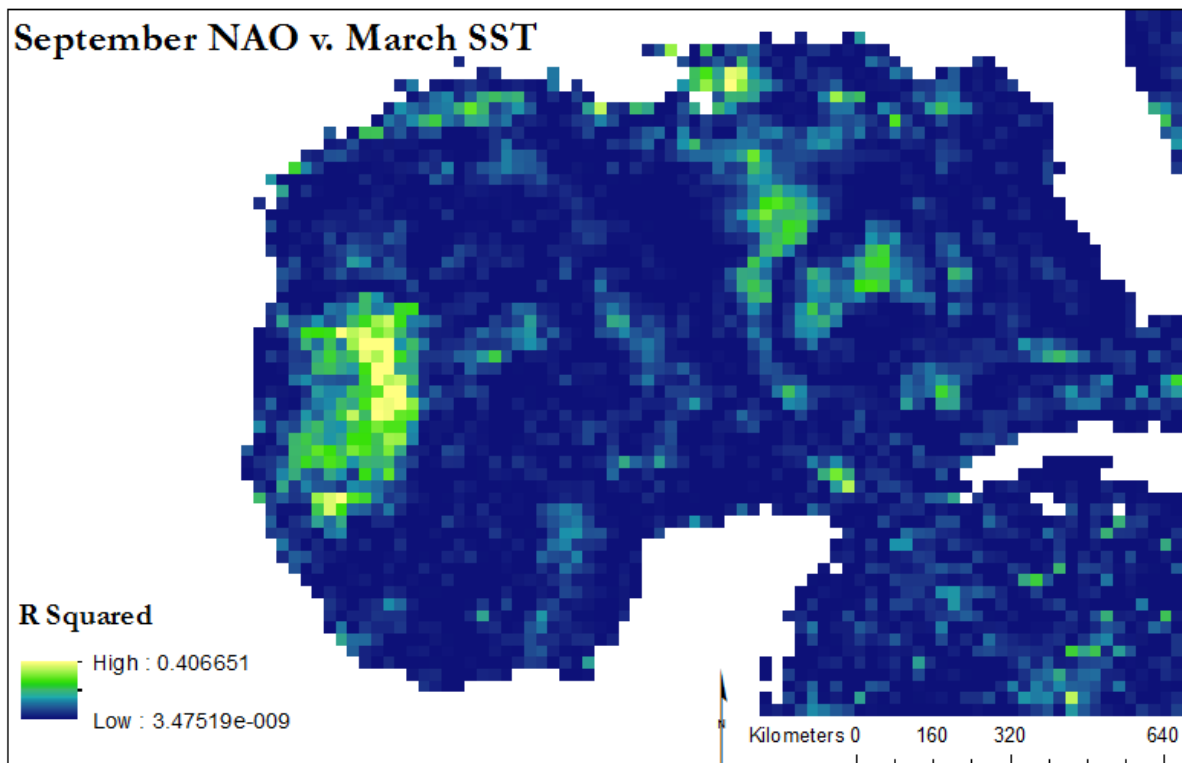 September NAO v. March SST
R Squared
High : 0.406651
Low : 3.47519e-009
N
Kilometers 0 160 320 640